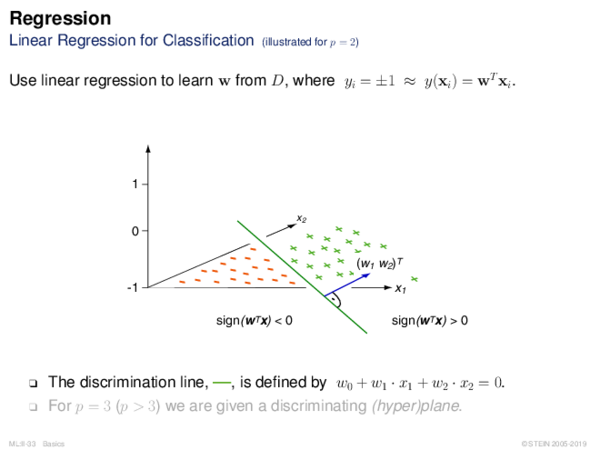 Regression
Linear Regression for Classification (illustrated for p = 2)
Use linear regression to learn w from D, where y_i = ±1 ≈ y(x_i) = w^T x_i.
1
0
-1
x₂
(w₁ w₂)ᵀ
x₁
sign(wᵀx) < 0
sign(wᵀx) > 0
❑ The discrimination line, —, is defined by w₀ + w₁ · x₁ + w₂ · x₂ = 0.
❑ For p = 3 (p > 3) we are given a discriminating (hyper)plane.
ML:II-33 Basics
© STEIN 2005-2019